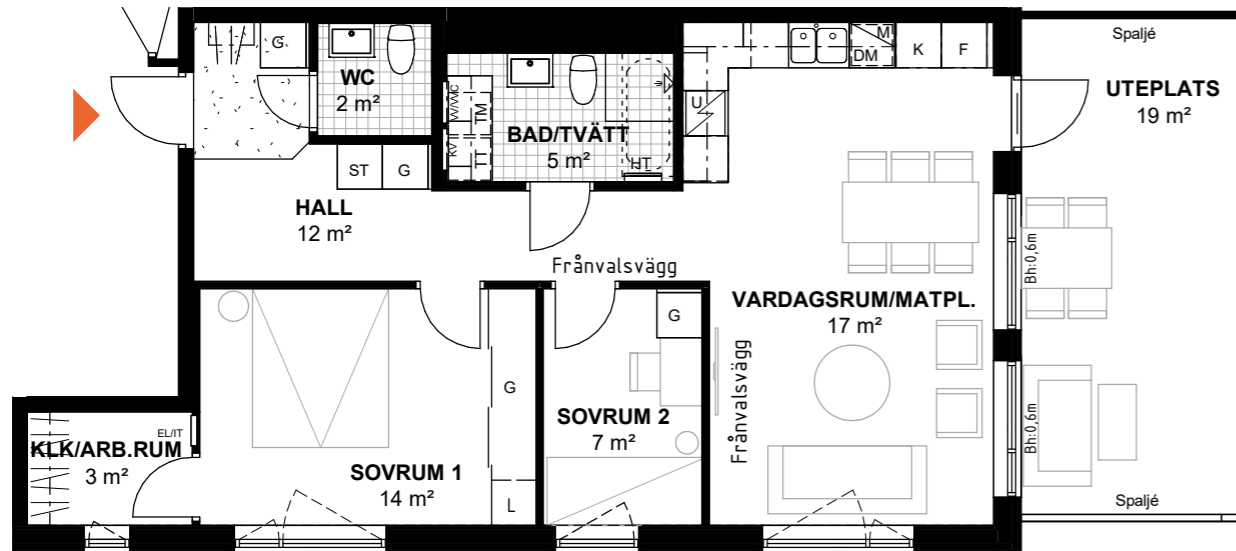 Spaljé
G
M
DM
K
F
WC
2 m²
UTEPLATS
19 m²
VV/VVC
TM
U
BAD/TVÄTT
5 m²
KV
TT
HT
ST
G
HALL
12 m²
Frånvalsvägg
Bh:0,6m
VARDAGSRUM/MATPL.
17 m²
G
G
Frånvalsvägg
SOVRUM 2
7 m²
Bh:0,6m
EL/IT
KLK/ARB.RUM
3 m²
SOVRUM 1
14 m²
L
Spaljé